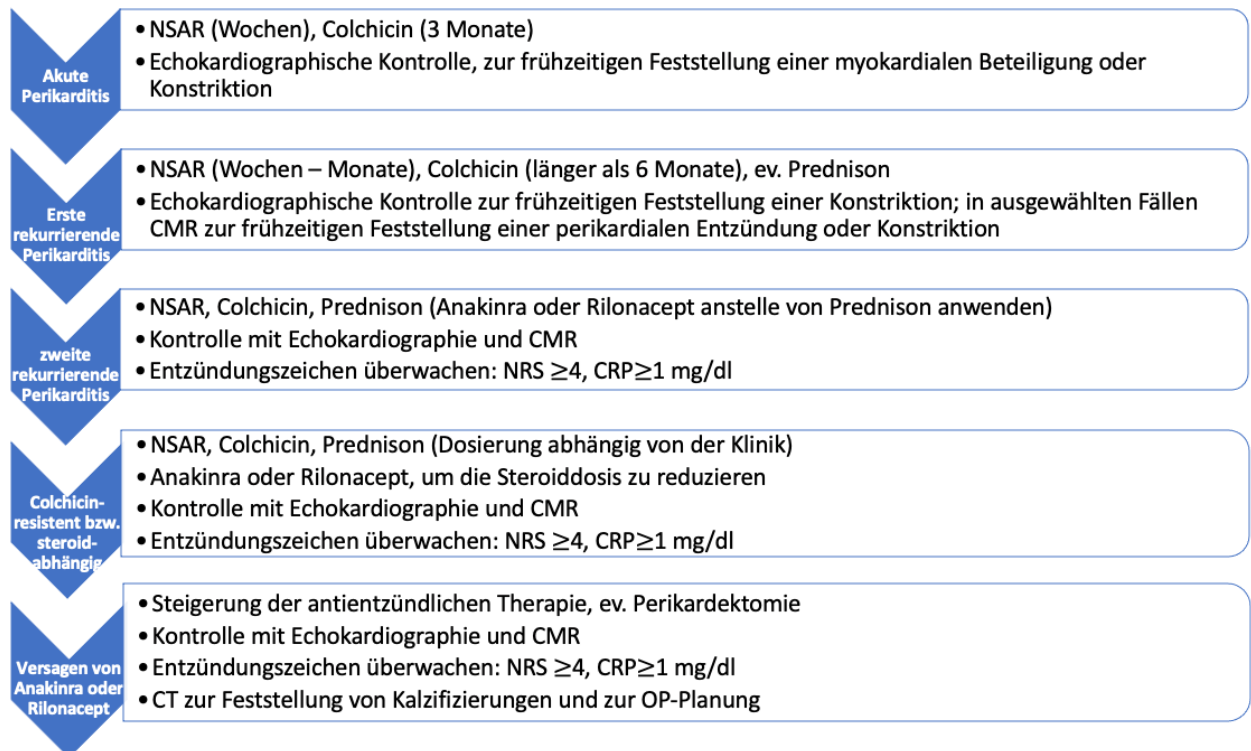 Akute
Perikarditis
• NSAR (Wochen), Colchicin (3 Monate)
• Echokardiographische Kontrolle, zur frühzeitigen Feststellung einer myokardialen Beteiligung oder
Konstriktion
Erste
rekurrierende
Perikarditis
• NSAR (Wochen – Monate), Colchicin (länger als 6 Monate), ev. Prednison
• Echokardiographische Kontrolle zur frühzeitigen Feststellung einer Konstriktion; in ausgewählten Fällen
CMR zur frühzeitigen Feststellung einer perikardialen Entzündung oder Konstriktion
zweite
rekurrierende
Perikarditis
• NSAR, Colchicin, Prednison (Anakinra oder Rilonacept anstelle von Prednison anwenden)
• Kontrolle mit Echokardiographie und CMR
• Entzündungszeichen überwachen: NRS ≥4, CRP≥1 mg/dl
Colchicin-
resistent bzw.
steroid-
abhängig
• NSAR, Colchicin, Prednison (Dosierung abhängig von der Klinik)
• Anakinra oder Rilonacept, um die Steroiddosis zu reduzieren
• Kontrolle mit Echokardiographie und CMR
• Entzündungszeichen überwachen: NRS ≥4, CRP≥1 mg/dl
Versagen von
Anakinra oder
Rilonacept
• Steigerung der antientzündlichen Therapie, ev. Perikardektomie
• Kontrolle mit Echokardiographie und CMR
• Entzündungszeichen überwachen: NRS ≥4, CRP≥1 mg/dl
• CT zur Feststellung von Kalzifizierungen und zur OP-Planung